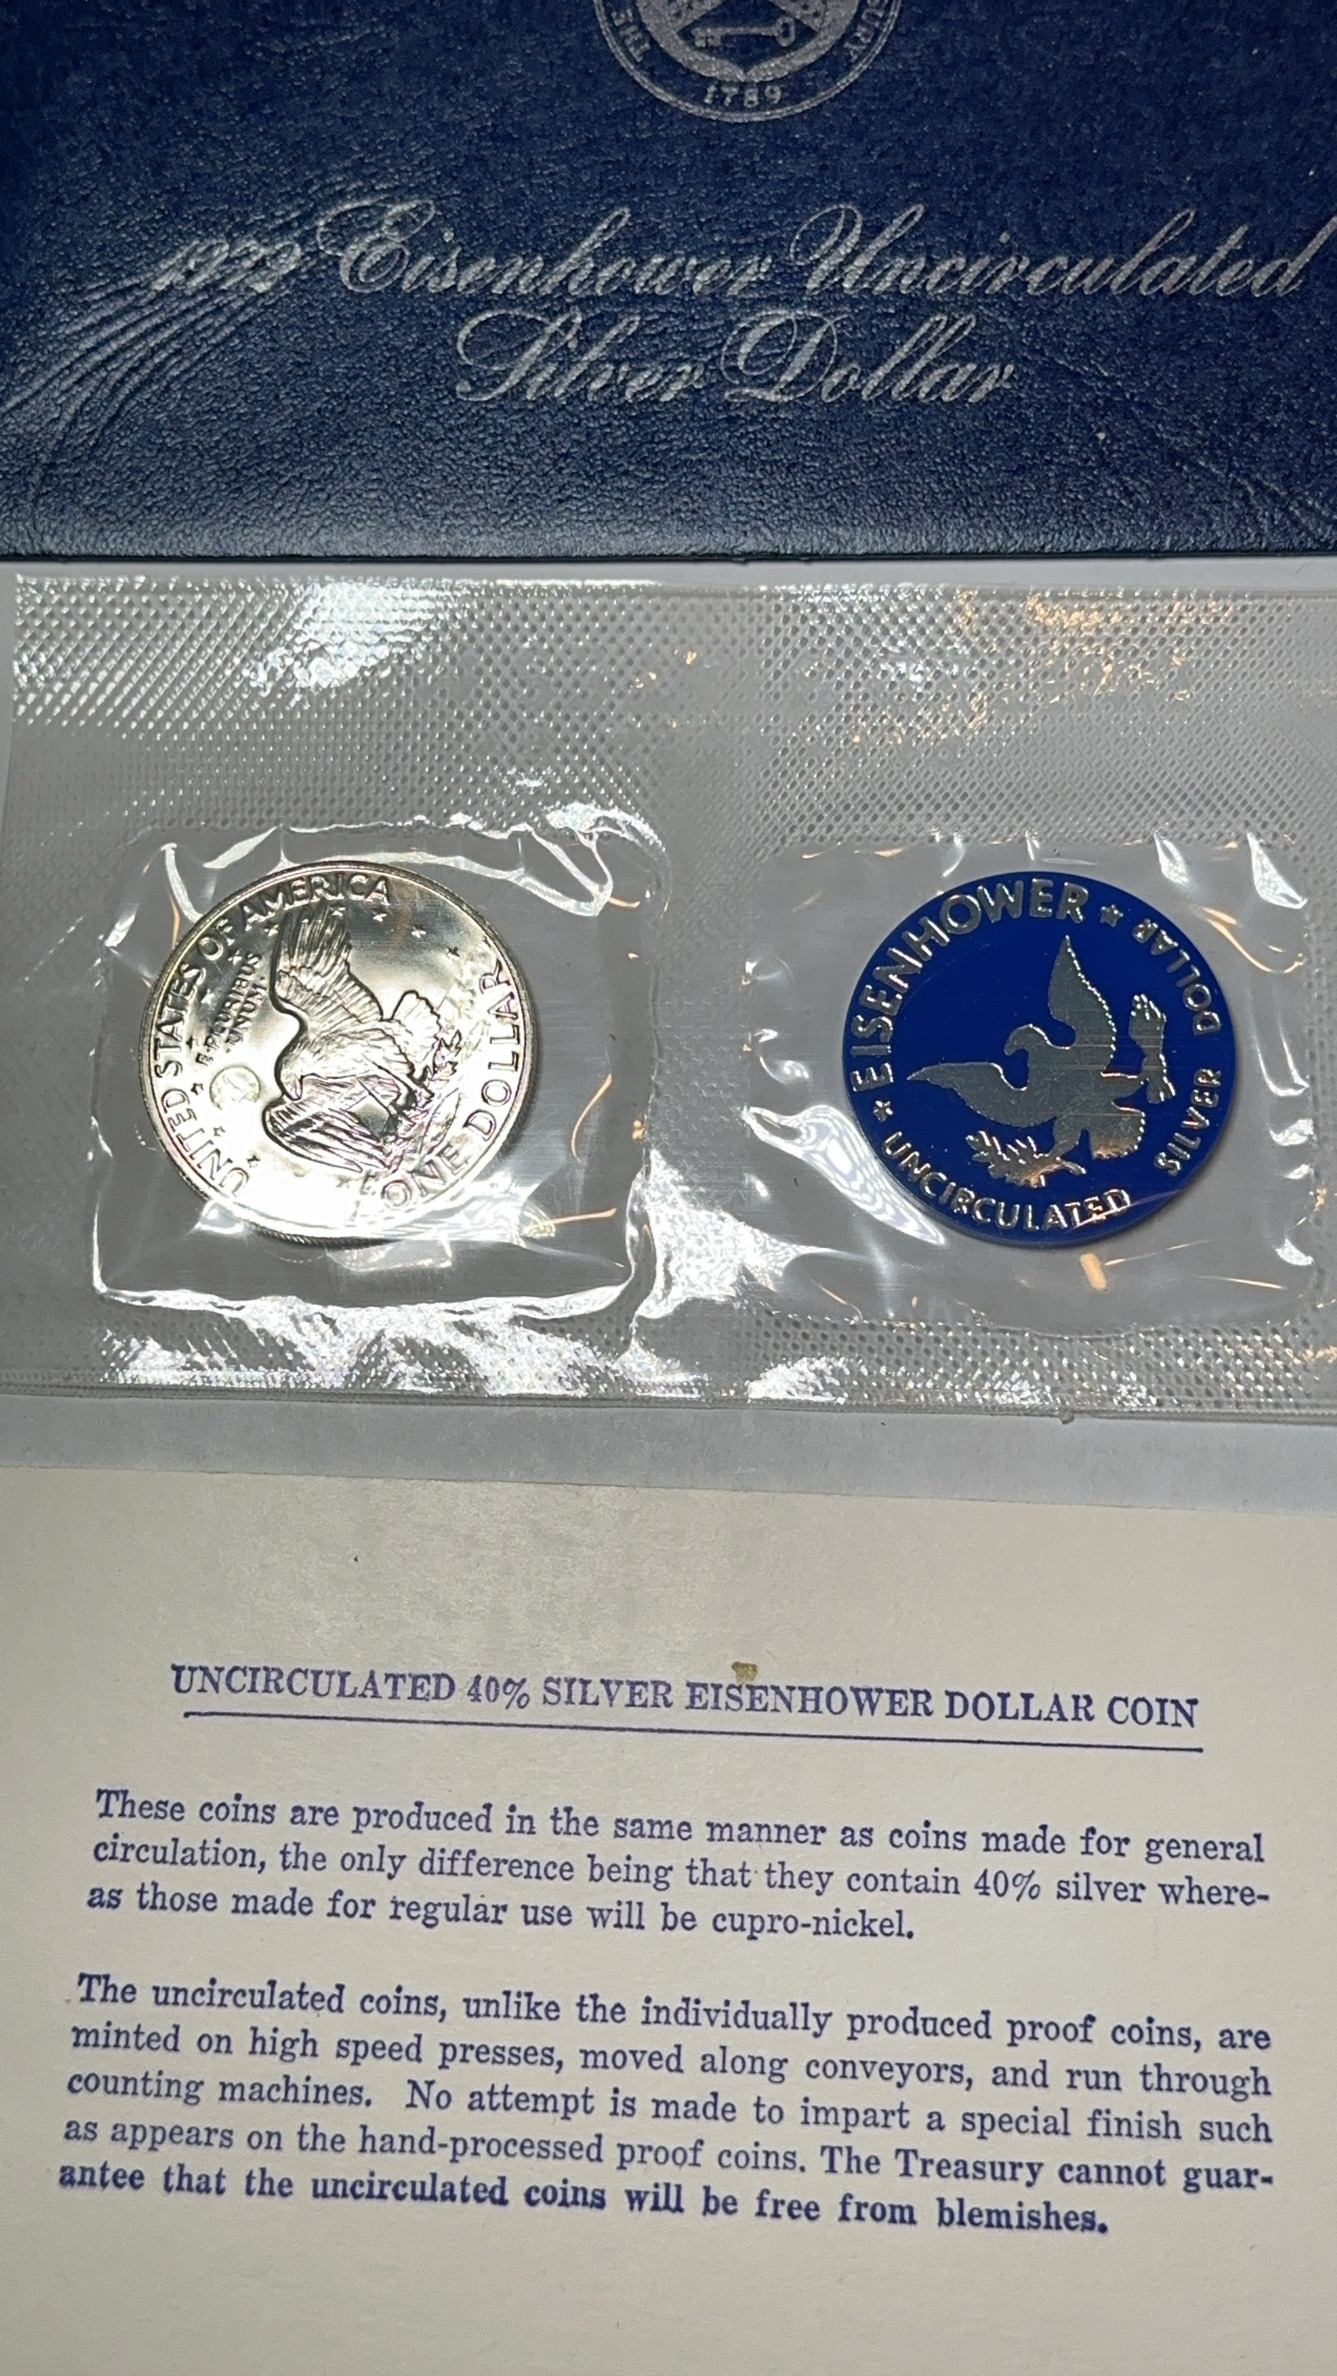 THE
SURY
1789
1972 Eisenhower Uncirculated
Silver Dollar
UNITED STATES OF AMERICA
E PLURIBUS
UNUM
ONE DOLLAR
★ EISENHOWER ★
UNCIRCULATED
SILVER DOLLAR
UNCIRCULATED 40% SILVER EISENHOWER DOLLAR COIN
These coins are produced in the same manner as coins made for general
circulation, the only difference being that they contain 40% silver where-
as those made for regular use will be cupro-nickel.
The uncirculated coins, unlike the individually produced proof coins, are
minted on high speed presses, moved along conveyors, and run through
counting machines. No attempt is made to impart a special finish such
as appears on the hand-processed proof coins. The Treasury cannot guar-
antee that the uncirculated coins will be free from blemishes.